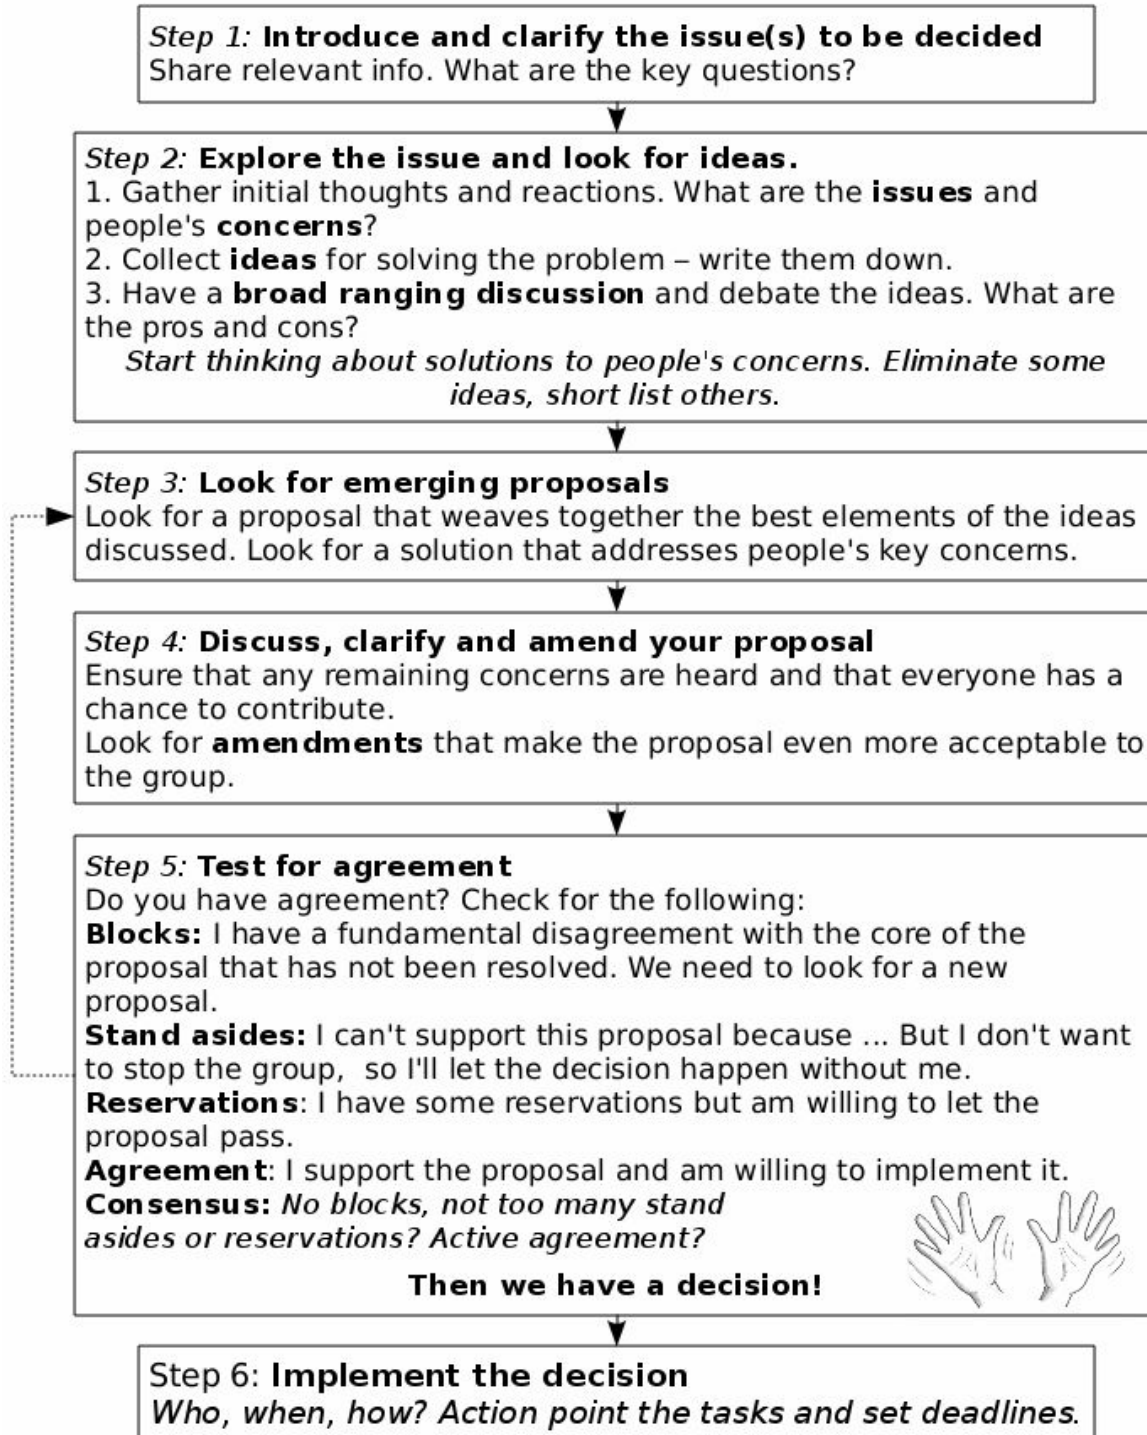 Step 1: Introduce and clarify the issue(s) to be decided
Share relevant info. What are the key questions?
Step 2: Explore the issue and look for ideas.
1. Gather initial thoughts and reactions. What are the issues and
people's concerns?
2. Collect ideas for solving the problem – write them down.
3. Have a broad ranging discussion and debate the ideas. What are
the pros and cons?
Start thinking about solutions to people's concerns. Eliminate some
ideas, short list others.
Step 3: Look for emerging proposals
Look for a proposal that weaves together the best elements of the ideas
discussed. Look for a solution that addresses people's key concerns.
Step 4: Discuss, clarify and amend your proposal
Ensure that any remaining concerns are heard and that everyone has a
chance to contribute.
Look for amendments that make the proposal even more acceptable to
the group.
Step 5: Test for agreement
Do you have agreement? Check for the following:
Blocks: I have a fundamental disagreement with the core of the
proposal that has not been resolved. We need to look for a new
proposal.
Stand asides: I can't support this proposal because ... But I don't want
to stop the group, so I'll let the decision happen without me.
Reservations: I have some reservations but am willing to let the
proposal pass.
Agreement: I support the proposal and am willing to implement it.
Consensus: No blocks, not too many stand
asides or reservations? Active agreement?
Then we have a decision!
Step 6: Implement the decision
Who, when, how? Action point the tasks and set deadlines.